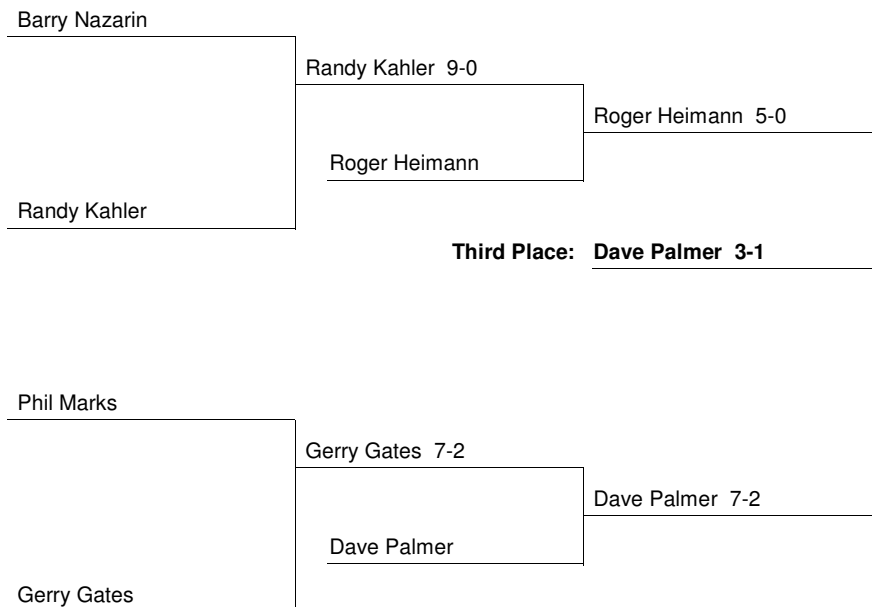 Barry Nazarin
Randy Kahler 9-0
Roger Heimann 5-0
Roger Heimann
Randy Kahler
Third Place: Dave Palmer 3-1
Phil Marks
Gerry Gates 7-2
Dave Palmer 7-2
Dave Palmer
Gerry Gates